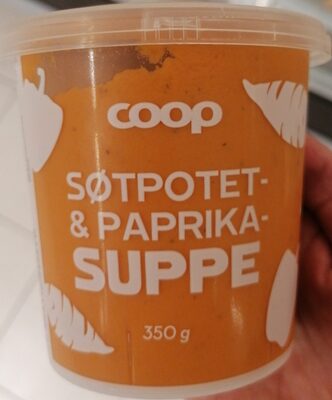 coop
SØTPOTET-
& PAPRIKA-
SUPPE
350 g